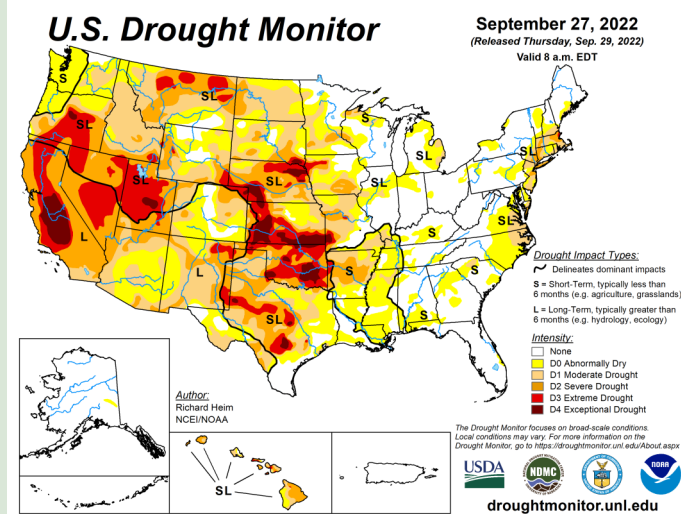 U.S. Drought Monitor
September 27, 2022
(Released Thursday, Sep. 29, 2022)
Valid 8 a.m. EDT
S
SL
SL
SL
L
L
SL
SL
S
SL
SL
S
SL
SL
S
S
S
S
Drought Impact Types:
Delineates dominant impacts
S = Short-Term, typically less than
6 months (e.g. agriculture, grasslands)
L = Long-Term, typically greater than
6 months (e.g. hydrology, ecology)
Intensity:
None
D0 Abnormally Dry
D1 Moderate Drought
D2 Severe Drought
D3 Extreme Drought
D4 Exceptional Drought
Author:
Richard Heim
NCEI/NOAA
SL
The Drought Monitor focuses on broad-scale conditions.
Local conditions may vary. For more information on the
Drought Monitor, go to https://droughtmonitor.unl.edu/About.aspx
USDA
NDMC
NOAA
droughtmonitor.unl.edu